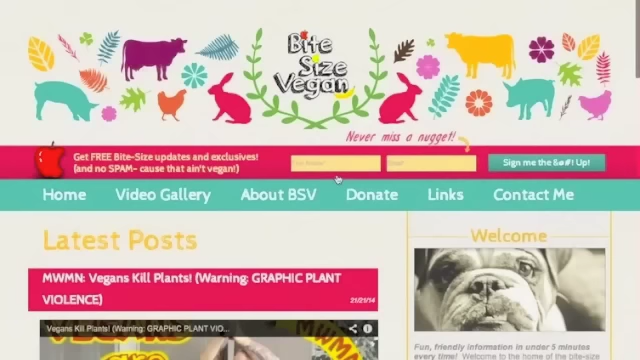 Bite
Size
Vegan
Never miss a nugget!
Get FREE Bite-Size updates and exclusives!
(and no SPAM- cause that ain't vegan!)
Sign me the &@#! Up!
Home
Video Gallery
About BSV
Donate
Links
Contact Me
Latest Posts
Welcome
MWMN: Vegans Kill Plants! (Warning: GRAPHIC PLANT
VIOLENCE)
Vegans Kill Plants! (Warning: GRAPHIC PLANT VIO...
MWMN
Fun, friendly information in under 5 minutes
every time! Welcome to the home of the bite-size